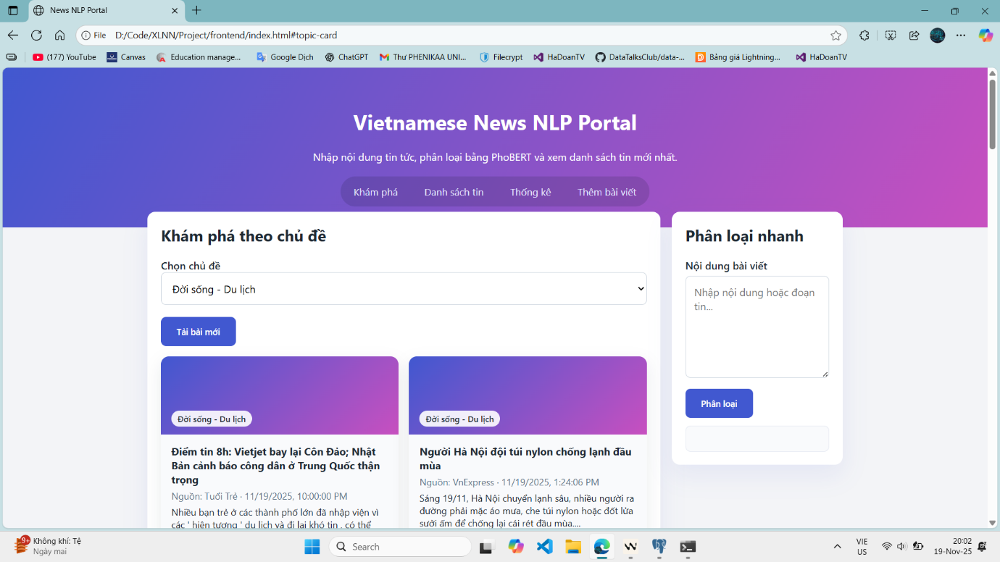 News NLP Portal
File D:/Code/XLNN/Project/frontend/index.html#topic-card
(177) YouTube Canvas Education manage... Google Dịch ChatGPT Thư PHENIKAA UNI... Filecrypt HaDoanTV DataTalksClub/data-... Bảng giá Lightning... HaDoanTV
Vietnamese News NLP Portal
Nhập nội dung tin tức, phân loại bằng PhoBERT và xem danh sách tin mới nhất.
Khám phá Danh sách tin Thống kê Thêm bài viết
Khám phá theo chủ đề
Chọn chủ đề
Đời sống - Du lịch
Tải bài mới
Đời sống - Du lịch
Điểm tin 8h: Vietjet bay lại Côn Đảo; Nhật
Bản cảnh báo công dân ở Trung Quốc thận
trọng
Nguồn: Tuổi Trẻ · 11/19/2025, 10:00:00 PM
Nhiều bạn trẻ ở các thành phố lớn đã nhập viện vì
các ' hiện tượng ' du lịch và đi lại khó tin , có thể
Đời sống - Du lịch
Người Hà Nội đội túi nylon chống lạnh đầu
mùa
Nguồn: VnExpress · 11/19/2025, 1:24:06 PM
Sáng 19/11, Hà Nội chuyển lạnh sâu, nhiều người ra
đường phải mặc áo mưa, che túi nylon hoặc đốt lửa
sưởi ấm để chống lại cái rét đầu mùa....
Phân loại nhanh
Nội dung bài viết
Nhập nội dung hoặc đoạn
tin...
Phân loại
9+
Không khí: Tệ
Ngày mai
Search
VIE
US
20:02
19-Nov-25